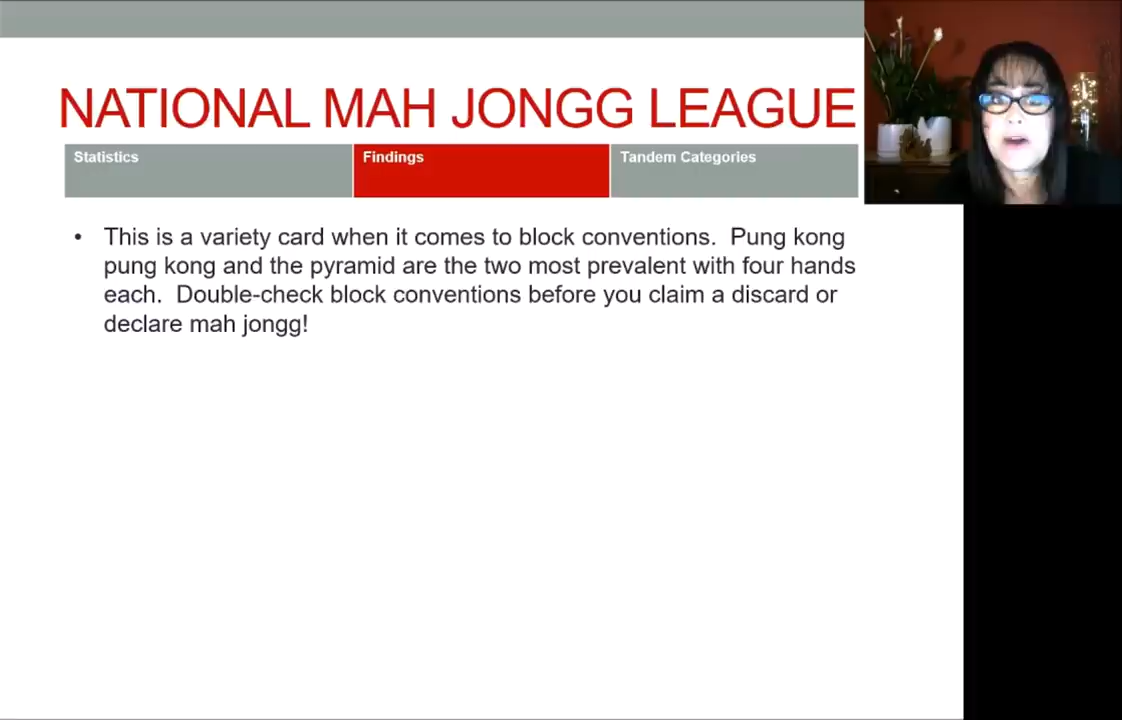 NATIONAL MAH JONGG LEAGUE
Statistics
Findings
Tandem Categories
• This is a variety card when it comes to block conventions.  Pung kong
pung kong and the pyramid are the two most prevalent with four hands
each.  Double-check block conventions before you claim a discard or
declare mah jongg!